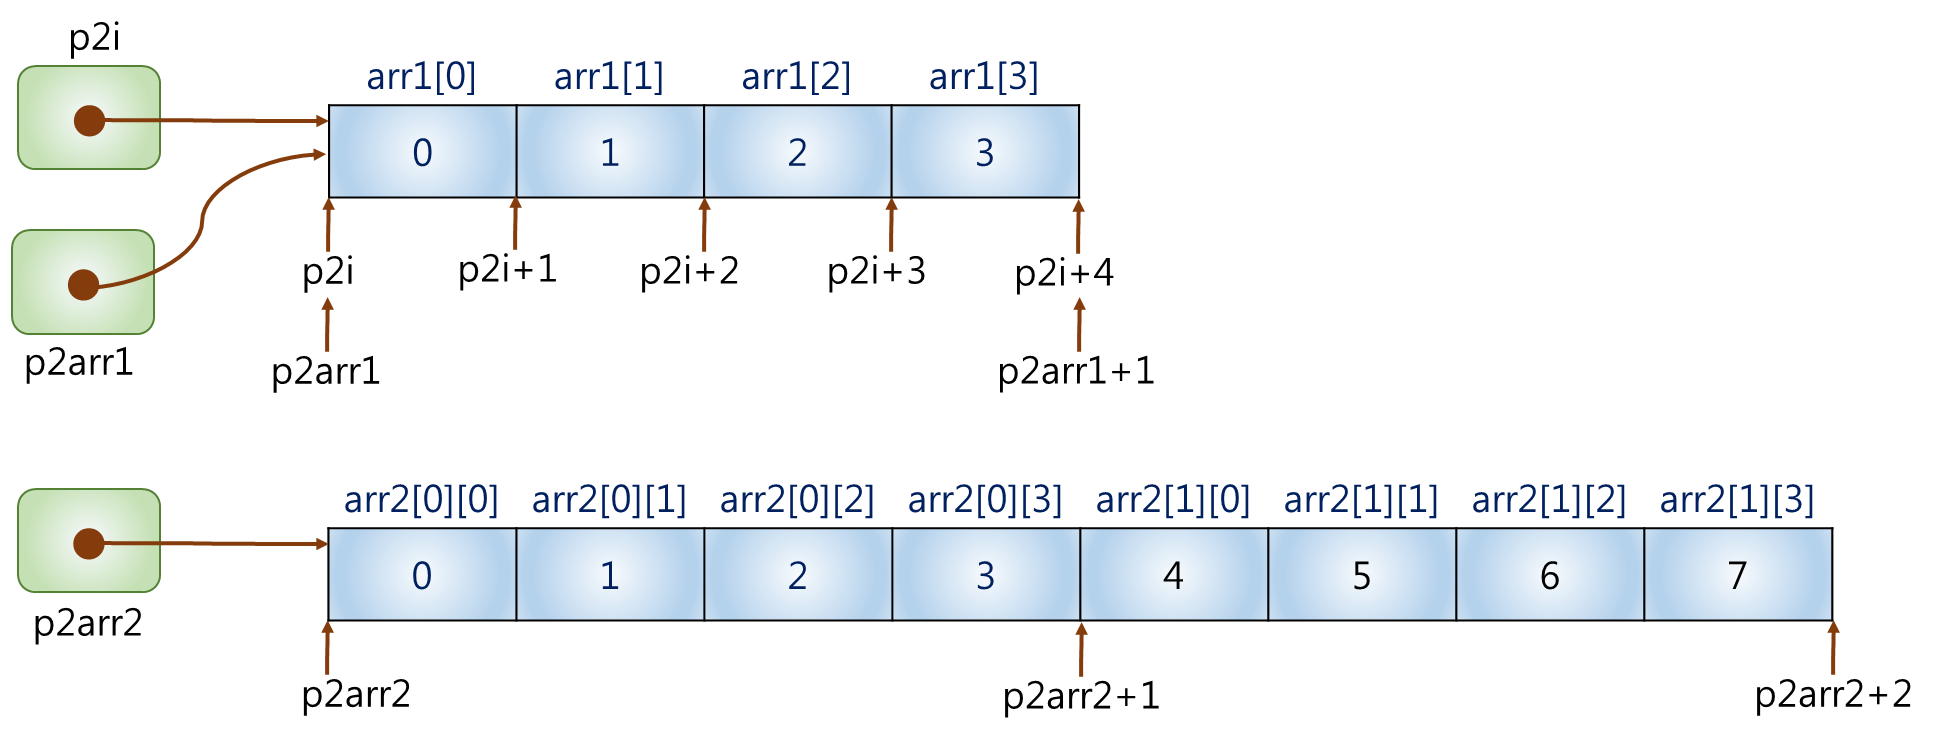 p2i
arr1[0] arr1[1] arr1[2] arr1[3]
0 1 2 3
p2i p2i+1 p2i+2 p2i+3 p2i+4
p2arr1
p2arr1 p2arr1+1
arr2[0][0] arr2[0][1] arr2[0][2] arr2[0][3] arr2[1][0] arr2[1][1] arr2[1][2] arr2[1][3]
0 1 2 3 4 5 6 7
p2arr2
p2arr2 p2arr2+1 p2arr2+2